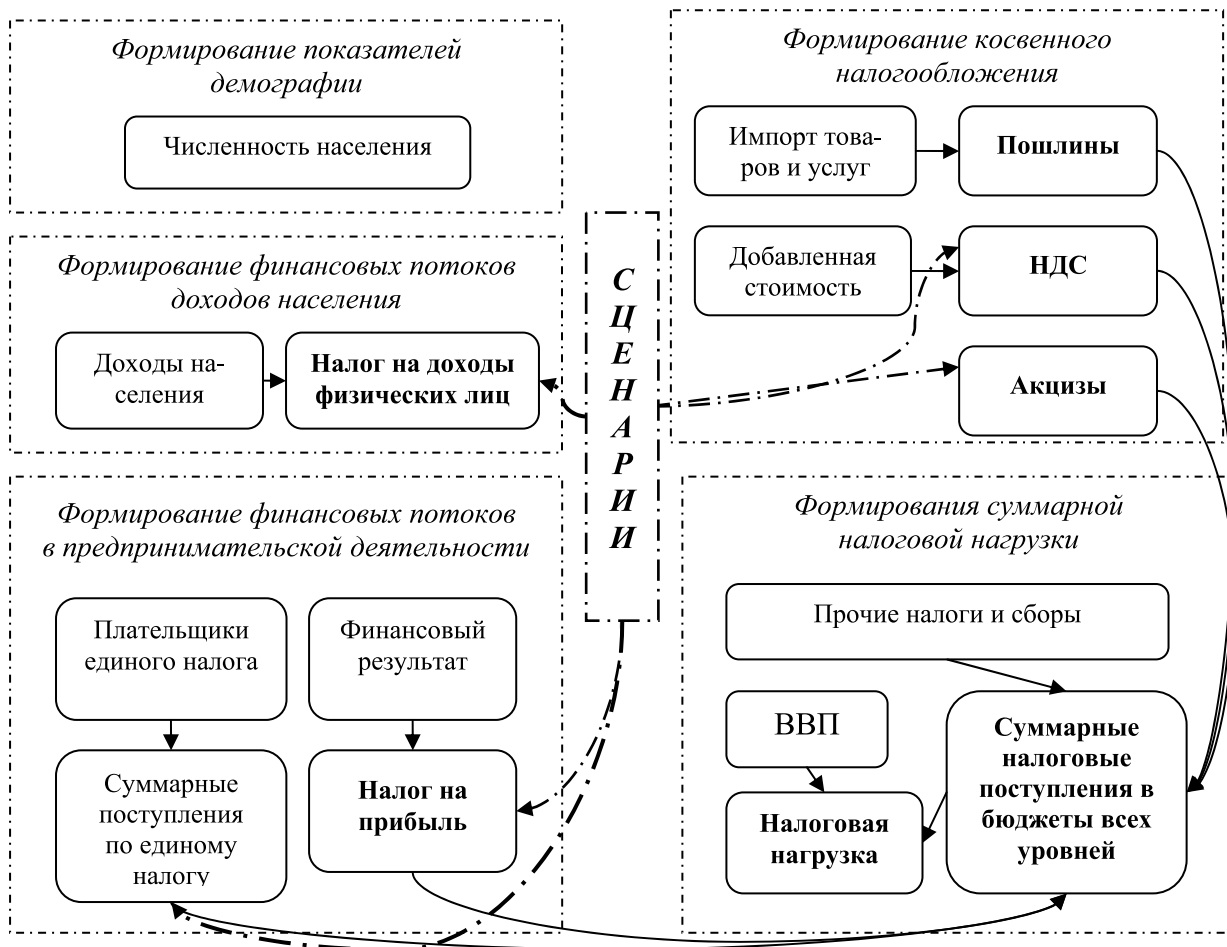 Формирование показателей
демографии
Численность населения
Формирование финансовых потоков
доходов населения
Доходы на-
селения
Налог на доходы
физических лиц
Формирование финансовых потоков
в предпринимательской деятельности
Плательщики
единого налога
Финансовый
результат
Суммарные
поступления
по единому
налогу
Налог на
прибыль
С
Ц
Е
Н
А
Р
И
И
Формирование косвенного
налогообложения
Импорт това-
ров и услуг
Пошлины
Добавленная
стоимость
НДС
Акцизы
Формирования суммарной
налоговой нагрузки
Прочие налоги и сборы
ВВП
Налоговая
нагрузка
Суммарные
налоговые
поступления в
бюджеты всех
уровней